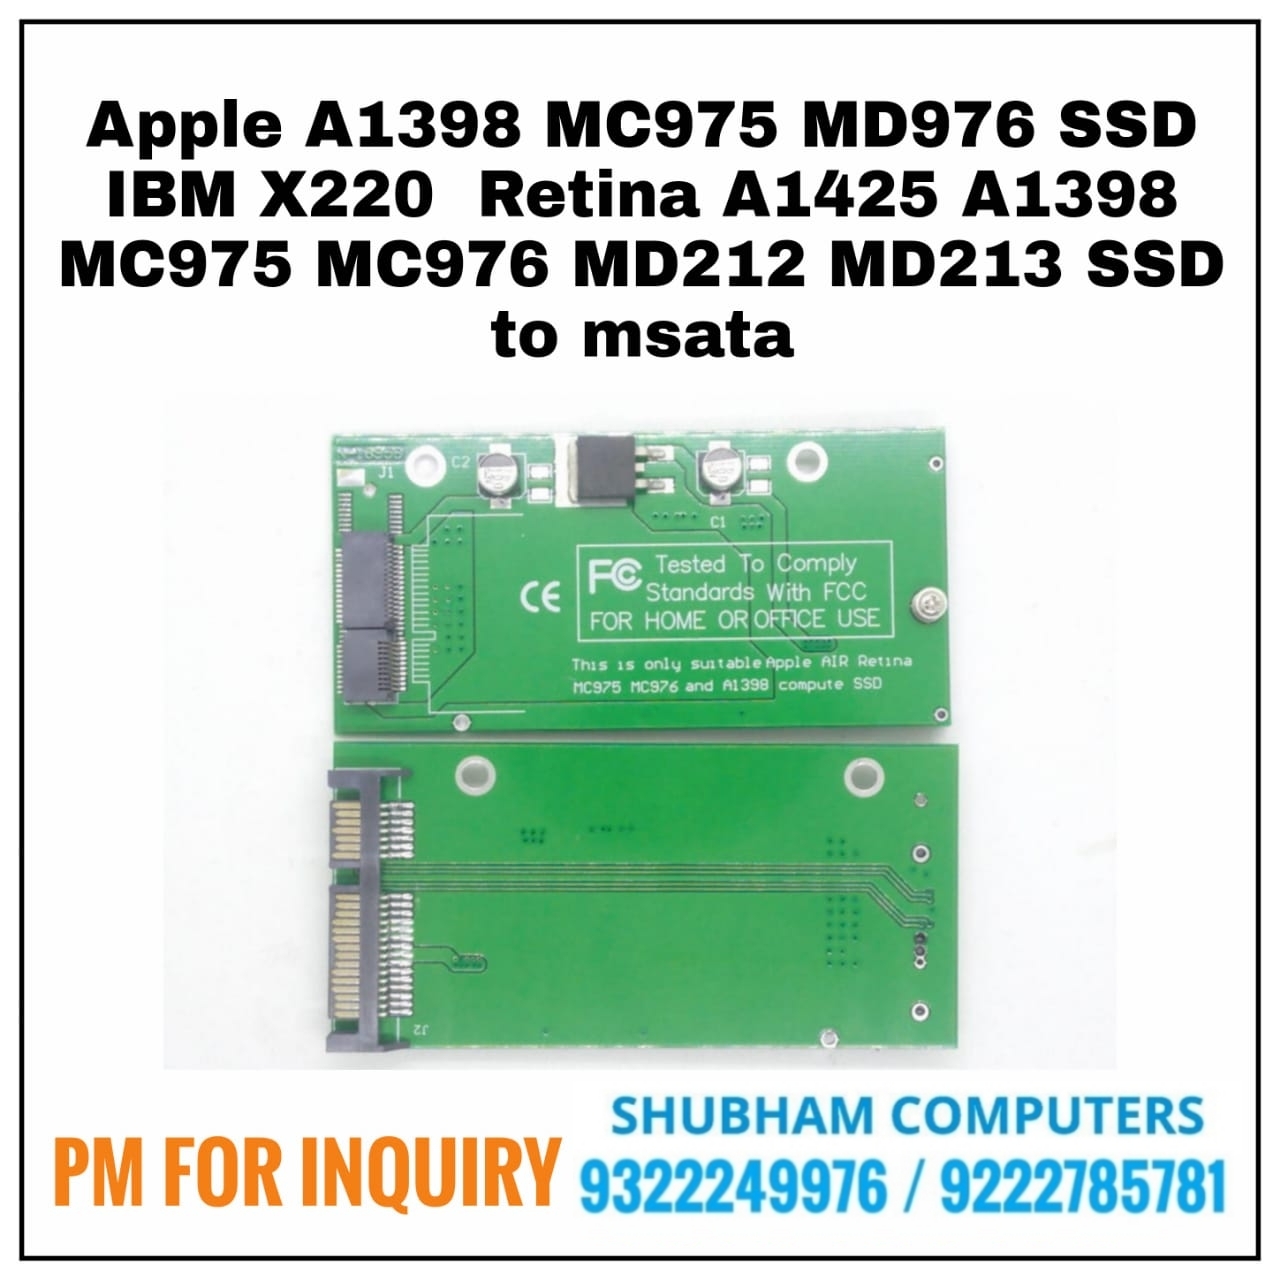 Apple A1398 MC975 MD976 SSD
IBM X220 Retina A1425 A1398
MC975 MC976 MD212 MD213 SSD
to msata
J1
C2
C1
FC Tested To Comply
Standards With FCC
FOR HOME OR OFFICE USE
CE
This is only suitable Apple AIR Retina
MC975 MC976 and A1398 compute SSD
J2
PM FOR INQUIRY
SHUBHAM COMPUTERS
9322249976 / 9222785781